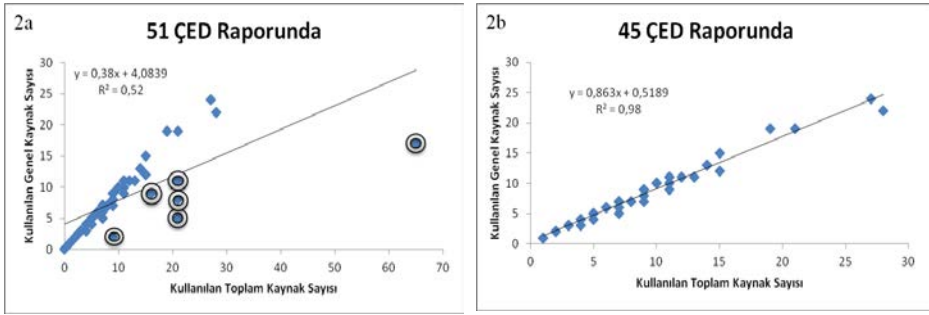 2a
51 ÇED Raporunda
Kullanılan Genel Kaynak Sayısı
30
25
20
15
10
5
0
y = 0,38x + 4,0839
R² = 0,52
0 10 20 30 40 50 60 70
Kullanılan Toplam Kaynak Sayısı
2b
45 ÇED Raporunda
Kullanılan Genel Kaynak Sayısı
30
25
20
15
10
5
0
y = 0,863x + 0,5189
R² = 0,98
0 5 10 15 20 25 30
Kullanılan Toplam Kaynak Sayısı